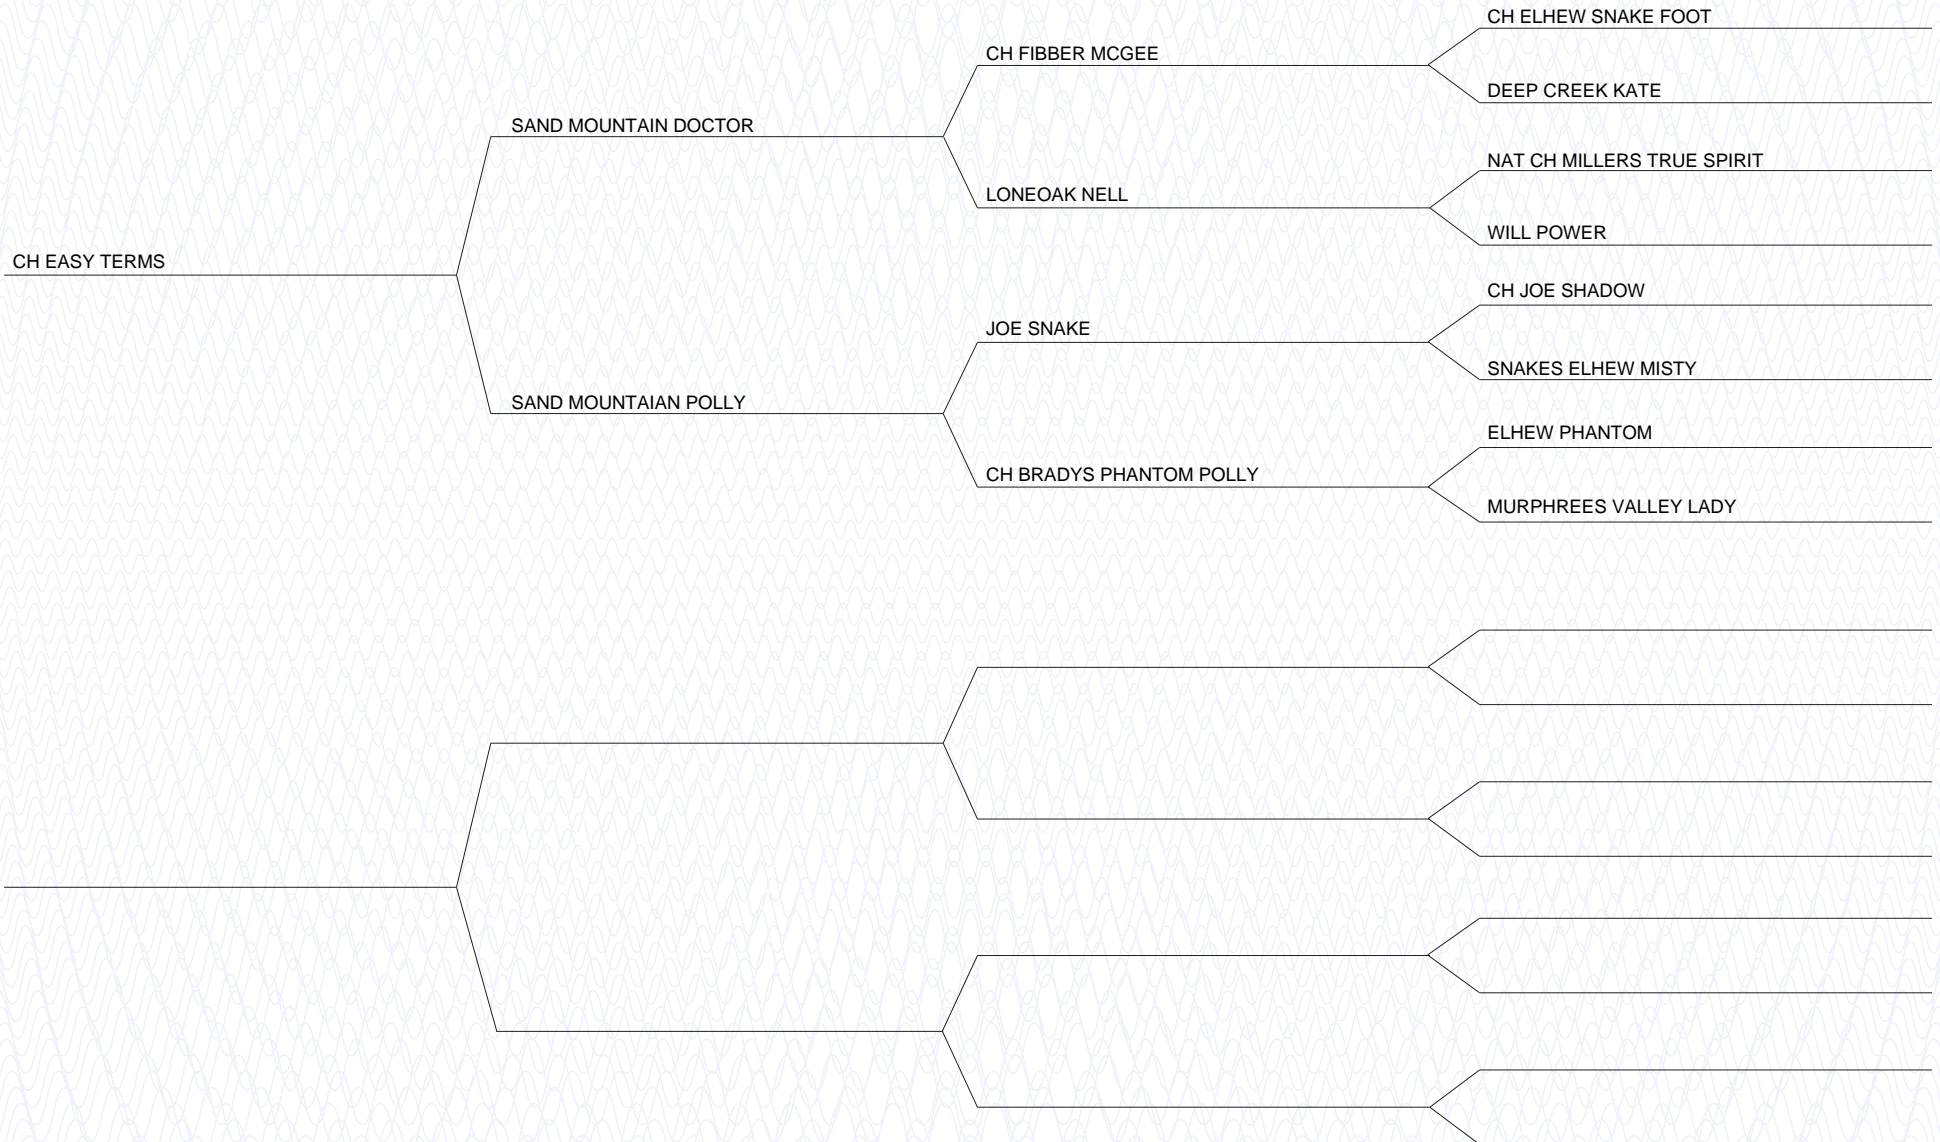 CH ELHEW SNAKE FOOT
CH FIBBER MCGEE
DEEP CREEK KATE
SAND MOUNTAIN DOCTOR
NAT CH MILLERS TRUE SPIRIT
LONEOAK NELL
WILL POWER
CH EASY TERMS
CH JOE SHADOW
JOE SNAKE
SNAKES ELHEW MISTY
SAND MOUNTAIAN POLLY
ELHEW PHANTOM
CH BRADYS PHANTOM POLLY
MURPHREES VALLEY LADY